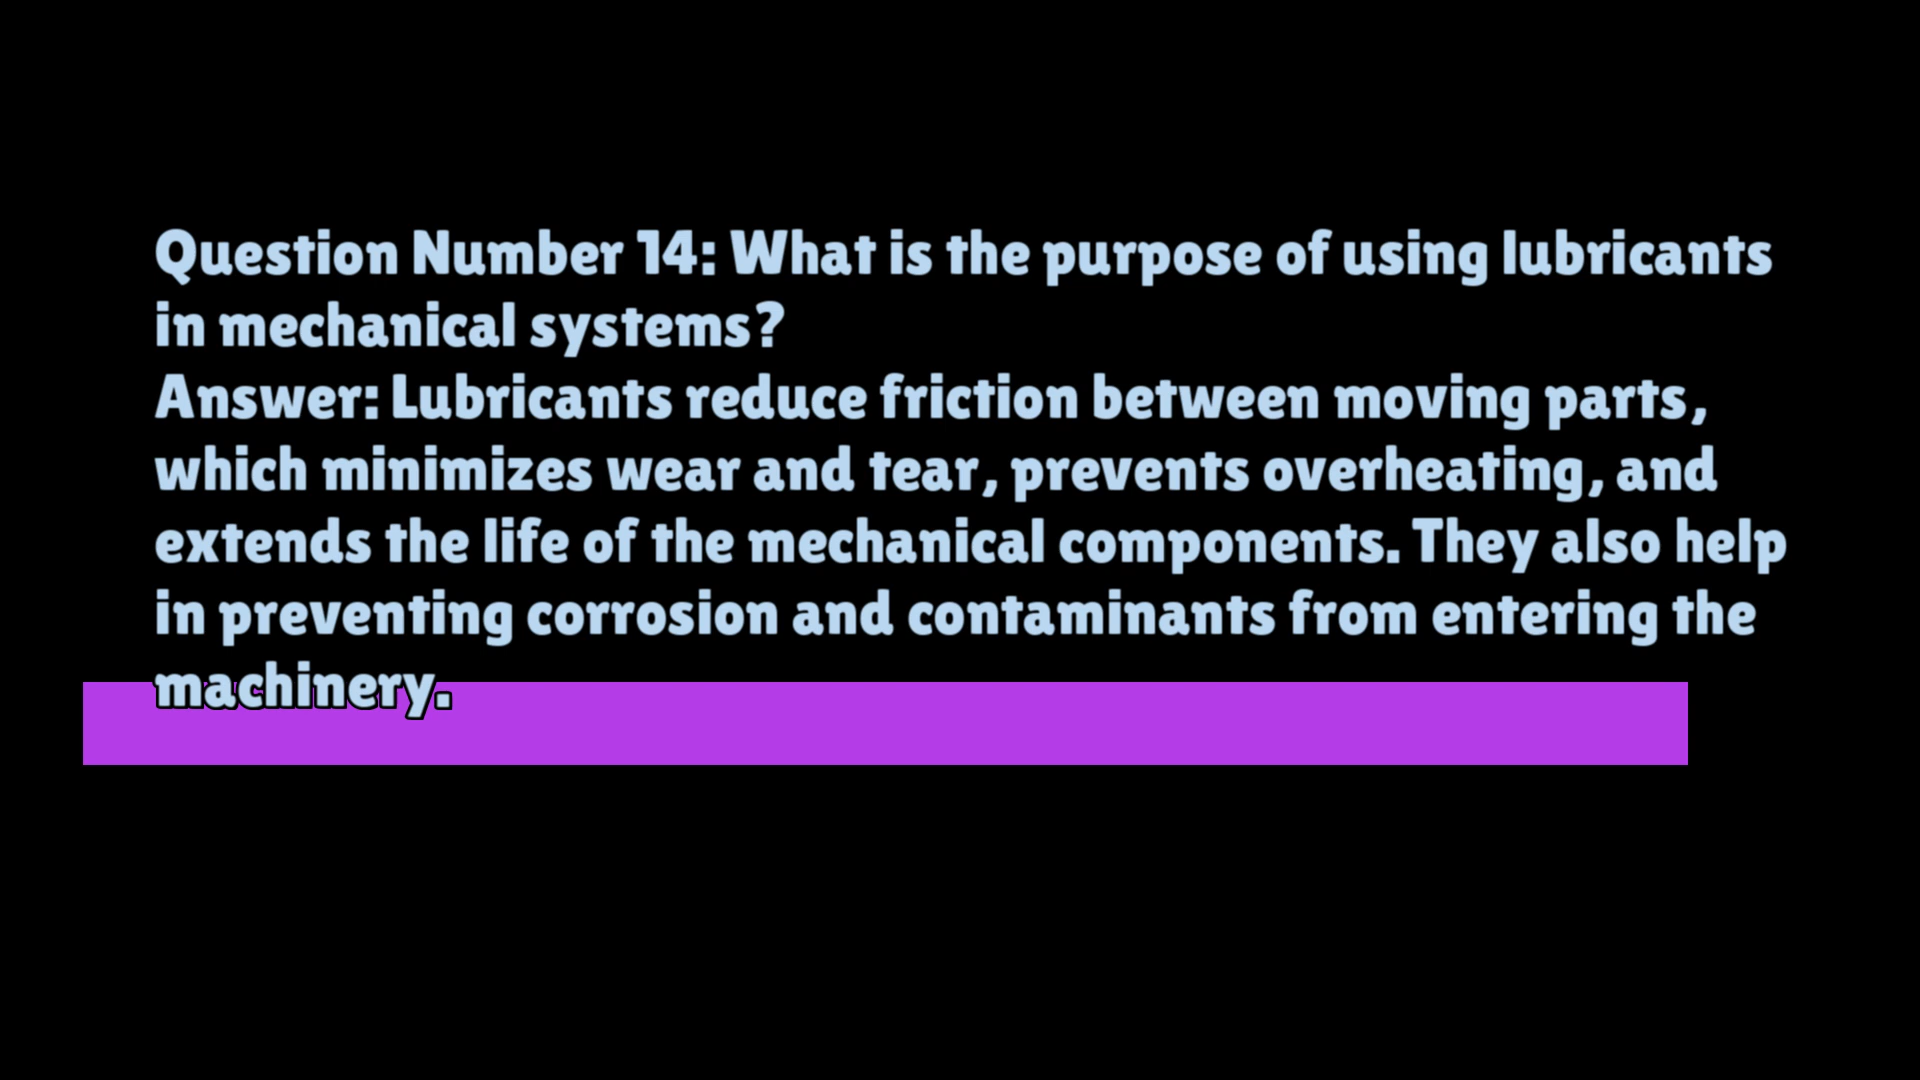 Question Number 14: What is the purpose of using lubricants
in mechanical systems?
Answer: Lubricants reduce friction between moving parts,
which minimizes wear and tear, prevents overheating, and
extends the life of the mechanical components. They also help
in preventing corrosion and contaminants from entering the
machinery.